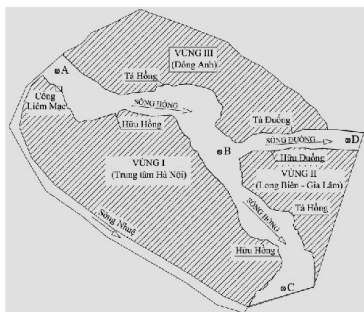 A
VÙNG III
(Đông Anh)
Tả Hồng
Cống
Liêm Mạc
SÔNG HỒNG
Hữu Hồng
Tả Đuống
SÔNG ĐUỐNG
D
B
Hữu Đuống
VÙNG I
(Trung tâm Hà Nội)
VÙNG II
(Long Biên - Gia Lâm)
Tả Hồng
SÔNG HỒNG
Sông Nhuệ
Hữu Hồng
C